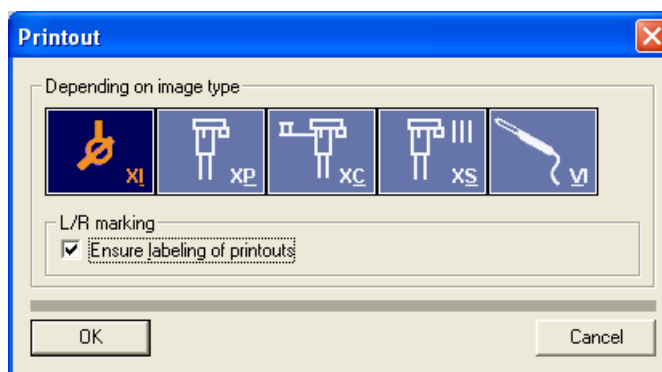 Printout
Depending on image type
XI XP XC XS VI
L/R marking
Ensure labeling of printouts
OK Cancel